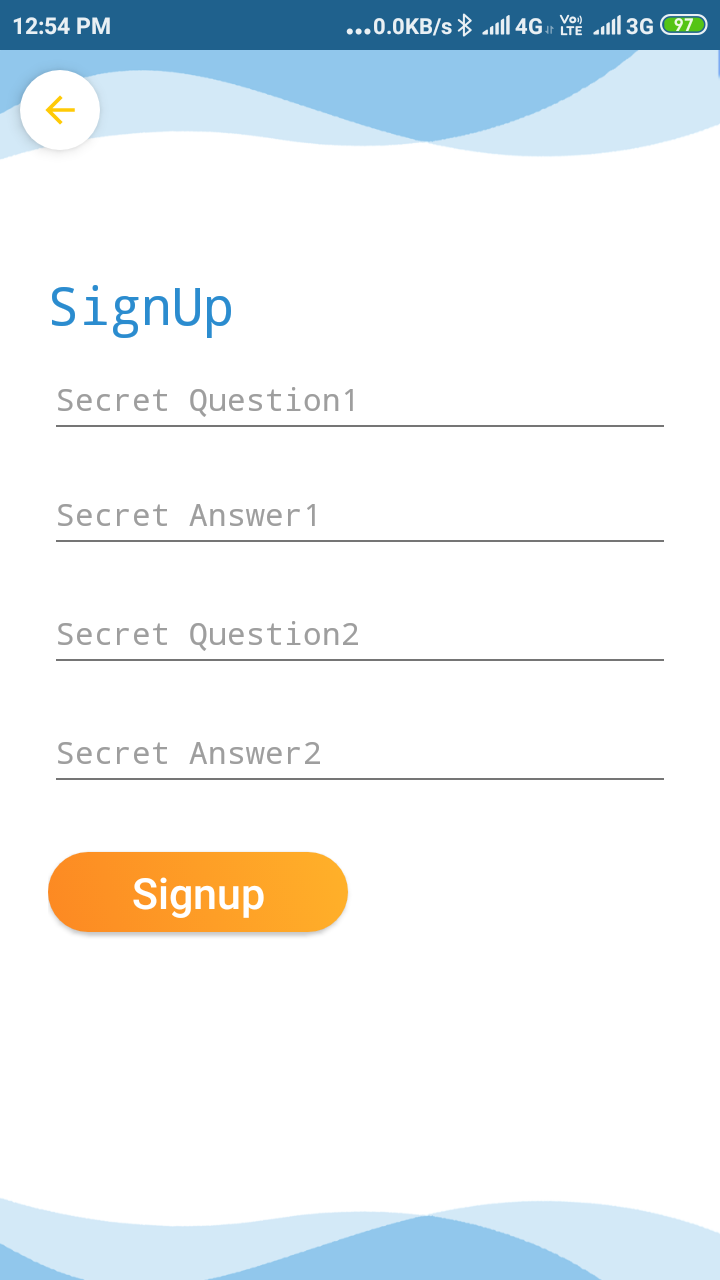 12:54 PM ...0.0KB/s 4G Vo LTE 3G 97
SignUp
Secret Question1
Secret Answer1
Secret Question2
Secret Answer2
Signup